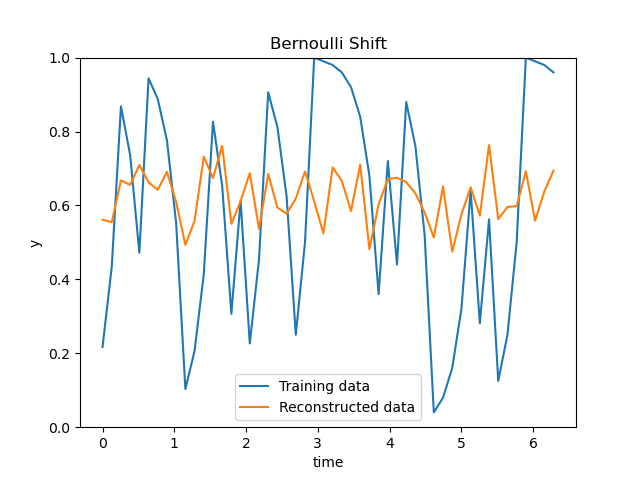 Bernoulli Shift
1.0
0.8
0.6
0.4
0.2
0.0
y
Training data
Reconstructed data
0 1 2 3 4 5 6
time